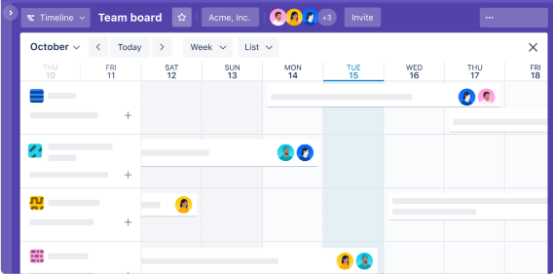 Timeline Team board Acme, Inc. +3 Invite
October Today Week List
THU FRI SAT SUN MON TUE WED THU FRI
10 11 12 13 14 15 16 17 18